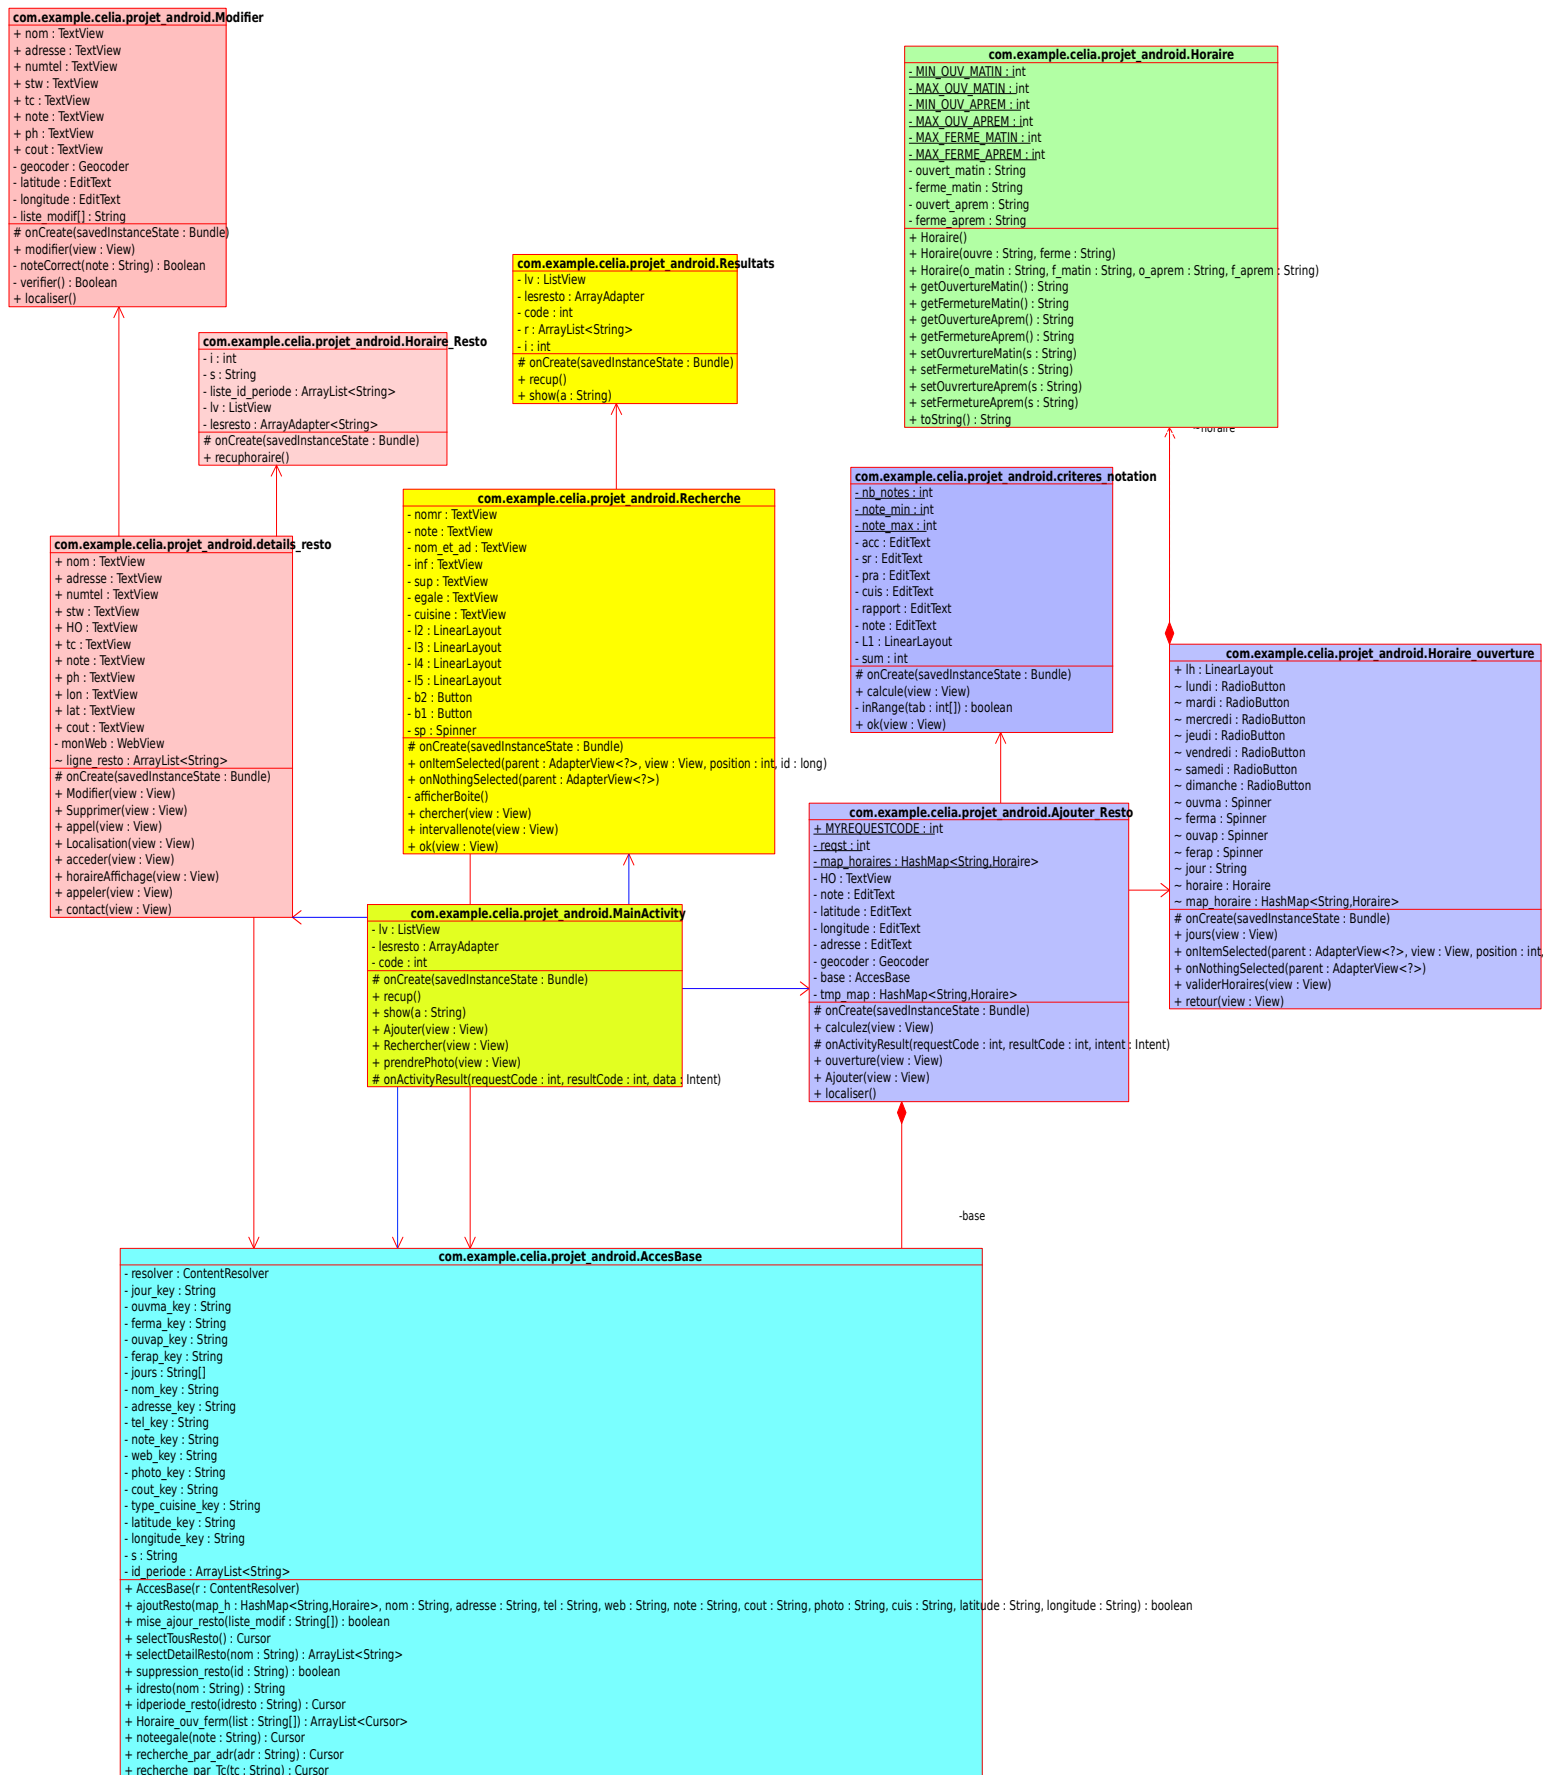 com.example.celia.projet_android.Modifier
+ nom : TextView
+ adresse : TextView
+ numtel : TextView
+ stw : TextView
+ tc : TextView
+ note : TextView
+ ph : TextView
+ cout : TextView
- geocoder : Geocoder
- latitude : EditText
- longitude : EditText
- liste_modif[] : String
# onCreate(savedInstanceState : Bundle)
+ modifier(view : View)
- noteCorrect(note : String) : Boolean
- verifier() : Boolean
+ localiser()
com.example.celia.projet_android.Horaire
- MIN_OUV_MATIN : int
- MAX_OUV_MATIN : int
- MIN_OUV_APREM : int
- MAX_OUV_APREM : int
- MAX_FERME_MATIN : int
- MAX_FERME_APREM : int
- ouvert_matin : String
- ferme_matin : String
- ouvert_aprem : String
- ferme_aprem : String
+ Horaire()
+ Horaire(ouvre : String, ferme : String)
+ Horaire(o_matin : String, f_matin : String, o_aprem : String, f_aprem : String)
+ getOuvertureMatin() : String
+ getFermetureMatin() : String
+ getOuvertureAprem() : String
+ getFermetureAprem() : String
+ setOuvrertureMatin(s : String)
+ setFermetureMatin(s : String)
+ setOuvrertureAprem(s : String)
+ setFermetureAprem(s : String)
+ toString() : String
~horaire
com.example.celia.projet_android.Resultats
- lv : ListView
- lesresto : ArrayAdapter
- code : int
- r : ArrayList<String>
- i : int
# onCreate(savedInstanceState : Bundle)
+ recup()
+ show(a : String)
com.example.celia.projet_android.Horaire_Resto
- i : int
- s : String
- liste_id_periode : ArrayList<String>
- lv : ListView
- lesresto : ArrayAdapter<String>
# onCreate(savedInstanceState : Bundle)
+ recuphoraire()
com.example.celia.projet_android.criteres_notation
- nb_notes : int
- note_min : int
- note_max : int
- acc : EditText
- sr : EditText
- pra : EditText
- cuis : EditText
- rapport : EditText
- note : EditText
- L1 : LinearLayout
- sum : int
# onCreate(savedInstanceState : Bundle)
+ calcule(view : View)
- inRange(tab : int[]) : boolean
+ ok(view : View)
com.example.celia.projet_android.Recherche
- nomr : TextView
- note : TextView
- nom_et_ad : TextView
- inf : TextView
- sup : TextView
- egale : TextView
- cuisine : TextView
- l2 : LinearLayout
- l3 : LinearLayout
- l4 : LinearLayout
- l5 : LinearLayout
- b2 : Button
- b1 : Button
- sp : Spinner
# onCreate(savedInstanceState : Bundle)
+ onItemSelected(parent : AdapterView<?>, view : View, position : int, id : long)
+ onNothingSelected(parent : AdapterView<?>)
- afficherBoite()
+ chercher(view : View)
+ intervallenote(view : View)
+ ok(view : View)
com.example.celia.projet_android.details_resto
+ nom : TextView
+ adresse : TextView
+ numtel : TextView
+ stw : TextView
+ HO : TextView
+ tc : TextView
+ note : TextView
+ ph : TextView
+ lon : TextView
+ lat : TextView
+ cout : TextView
- monWeb : WebView
~ ligne_resto : ArrayList<String>
# onCreate(savedInstanceState : Bundle)
+ Modifier(view : View)
+ Supprimer(view : View)
+ appel(view : View)
+ Localisation(view : View)
+ acceder(view : View)
+ horaireAffichage(view : View)
+ appeler(view : View)
+ contact(view : View)
com.example.celia.projet_android.Horaire_ouverture
+ lh : LinearLayout
~ lundi : RadioButton
~ mardi : RadioButton
~ mercredi : RadioButton
~ jeudi : RadioButton
~ vendredi : RadioButton
~ samedi : RadioButton
~ dimanche : RadioButton
~ ouvma : Spinner
~ ferma : Spinner
~ ouvap : Spinner
~ ferap : Spinner
~ jour : String
~ horaire : Horaire
~ map_horaire : HashMap<String,Horaire>
# onCreate(savedInstanceState : Bundle)
+ jours(view : View)
+ onItemSelected(parent : AdapterView<?>, view : View, position : int,
+ onNothingSelected(parent : AdapterView<?>)
+ validerHoraires(view : View)
+ retour(view : View)
com.example.celia.projet_android.Ajouter_Resto
+ MYREQUESTCODE : int
- reqst : int
- map_horaires : HashMap<String,Horaire>
- HO : TextView
- note : EditText
- latitude : EditText
- longitude : EditText
- adresse : EditText
- geocoder : Geocoder
- base : AccesBase
- tmp_map : HashMap<String,Horaire>
# onCreate(savedInstanceState : Bundle)
+ calculez(view : View)
# onActivityResult(requestCode : int, resultCode : int, intent : Intent)
+ ouverture(view : View)
+ Ajouter(view : View)
+ localiser()
com.example.celia.projet_android.MainActivity
- lv : ListView
- lesresto : ArrayAdapter
- code : int
# onCreate(savedInstanceState : Bundle)
+ recup()
+ show(a : String)
+ Ajouter(view : View)
+ Rechercher(view : View)
+ prendrePhoto(view : View)
# onActivityResult(requestCode : int, resultCode : int, data : Intent)
-base
com.example.celia.projet_android.AccesBase
- resolver : ContentResolver
- jour_key : String
- ouvma_key : String
- ferma_key : String
- ouvap_key : String
- ferap_key : String
- jours : String[]
- nom_key : String
- adresse_key : String
- tel_key : String
- note_key : String
- web_key : String
- photo_key : String
- cout_key : String
- type_cuisine_key : String
- latitude_key : String
- longitude_key : String
- s : String
- id_periode : ArrayList<String>
+ AccesBase(r : ContentResolver)
+ ajoutResto(map_h : HashMap<String,Horaire>, nom : String, adresse : String, tel : String, web : String, note : String, cout : String, photo : String, cuis : String, latitude : String, longitude : String) : boolean
+ mise_ajour_resto(liste_modif : String[]) : boolean
+ selectTousResto() : Cursor
+ selectDetailResto(nom : String) : ArrayList<String>
+ suppression_resto(id : String) : boolean
+ idresto(nom : String) : String
+ idperiode_resto(idresto : String) : Cursor
+ Horaire_ouv_ferm(list : String[]) : ArrayList<Cursor>
+ noteegale(note : String) : Cursor
+ recherche_par_adr(adr : String) : Cursor
+ recherche_par_Tc(tc : String) : Cursor